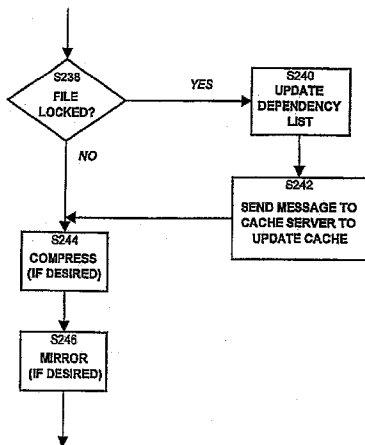 S238
FILE
LOCKED?
YES
NO
S240
UPDATE
DEPENDENCY
LIST
S242
SEND MESSAGE TO
CACHE SERVER TO
UPDATE CACHE
S244
COMPRESS
(IF DESIRED)
S246
MIRROR
(IF DESIRED)